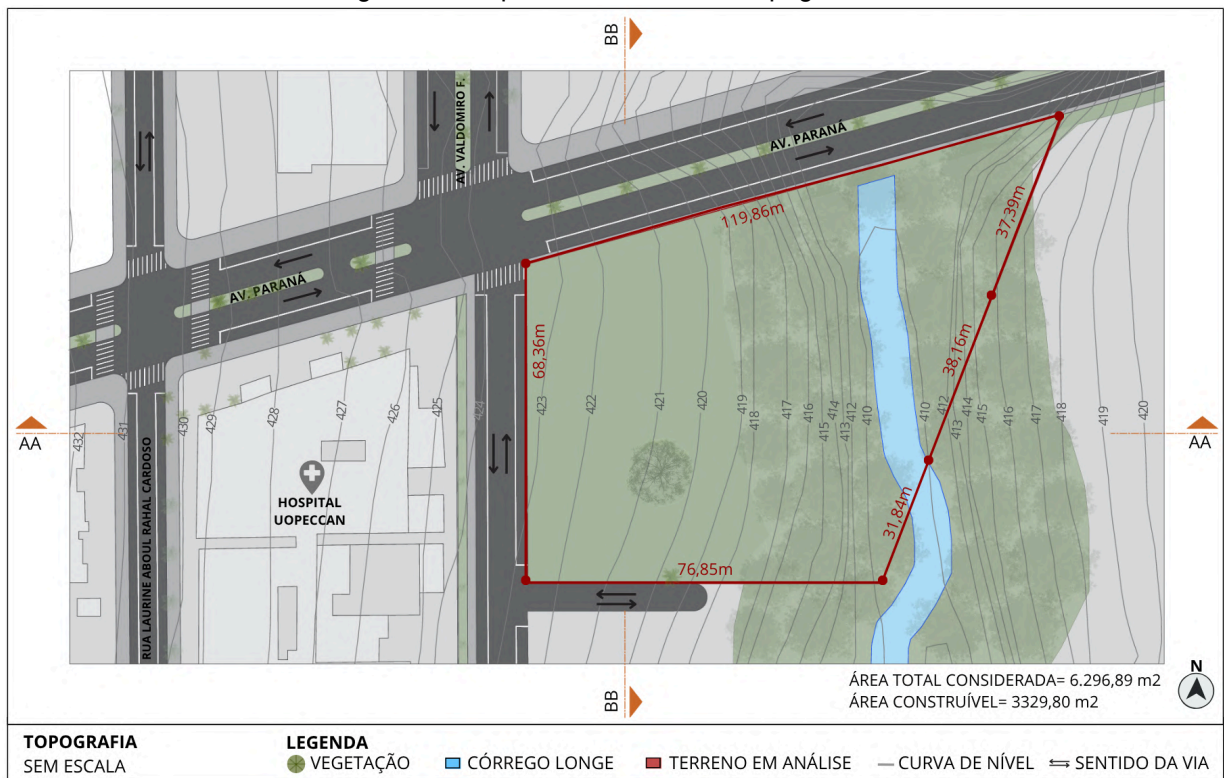 BB
AV. VALDOMIRO F.
AV. PARANÁ
119,86m
37,39m
AV. PARANÁ
68,36m
38,16m
432
431
430
429
428
427
426
425
424
423
422
421
420
419
418
417
416
415
414
413
412
410
410
412
413
414
415
416
417
418
419
420
AA
AA
RUA LAURINE ABOUL RAHAL CARDOSO
HOSPITAL
UOPECCAN
31,84m
76,85m
BB
ÁREA TOTAL CONSIDERADA= 6.296,89 m2
ÁREA CONSTRUÍVEL= 3329,80 m2
N
TOPOGRAFIA
SEM ESCALA
LEGENDA
VEGETAÇÃO
CÓRREGO LONGE
TERRENO EM ANÁLISE
CURVA DE NÍVEL
SENTIDO DA VIA